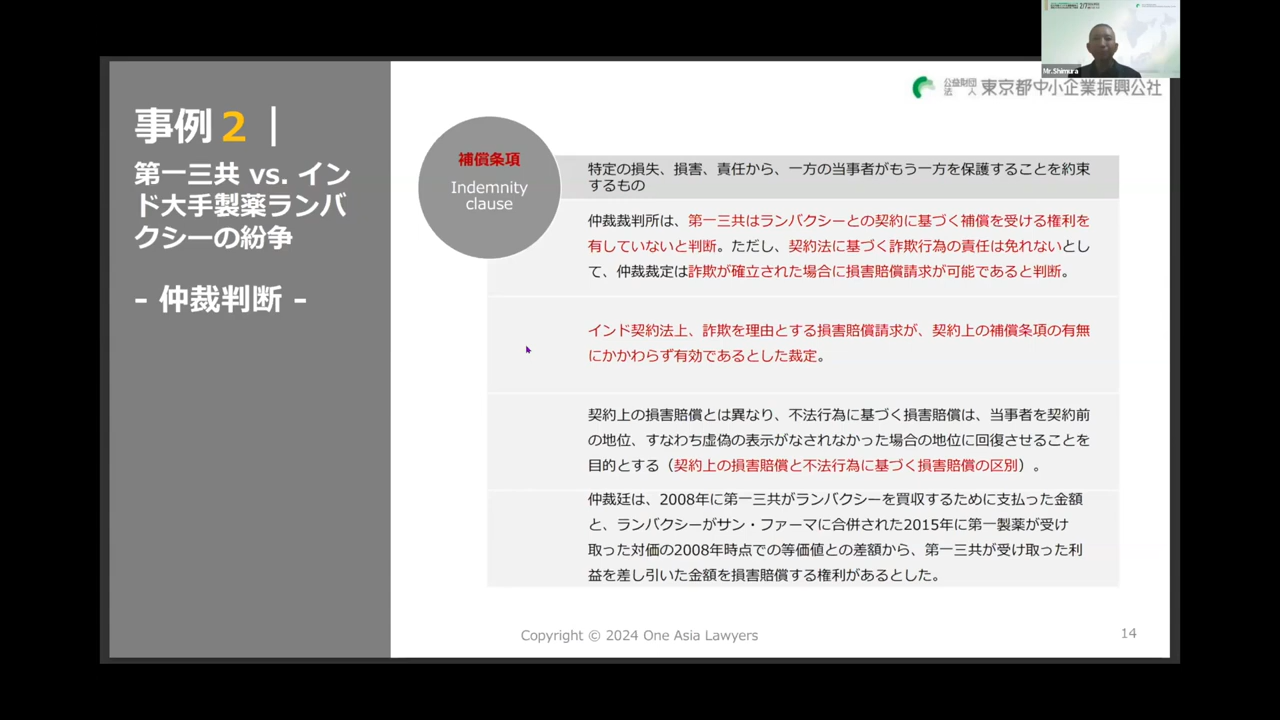 Mr.Shimura
公益財団法人 東京都中小企業振興公社
事例2｜
第一三共 vs. イン
ド大手製薬ランバ
クシーの紛争
- 仲裁判断 -
補償条項
Indemnity
clause
特定の損失、損害、責任から、一方の当事者がもう一方を保護することを約束
するもの
仲裁裁判所は、第一三共はランバクシーとの契約に基づく補償を受ける権利を
有していないと判断。ただし、契約法に基づく詐欺行為の責任は免れないとし
て、仲裁裁定は詐欺が確立された場合に損害賠償請求が可能であると判断。
インド契約法上、詐欺を理由とする損害賠償請求が、契約上の補償条項の有無
にかかわらず有効であるとした裁定。
契約上の損害賠償とは異なり、不法行為に基づく損害賠償は、当事者を契約前
の地位、すなわち虚偽の表示がなされなかった場合の地位に回復させることを
目的とする（契約上の損害賠償と不法行為に基づく損害賠償の区別）。
仲裁廷は、2008年に第一三共がランバクシーを買収するために支払った金額
と、ランバクシーがサン・ファーマに合併された2015年に第一製薬が受け
取った対価の2008年時点での等価値との差額から、第一三共が受け取った利
益を差し引いた金額を損害賠償する権利があるとした。
Copyright © 2024 One Asia Lawyers
14